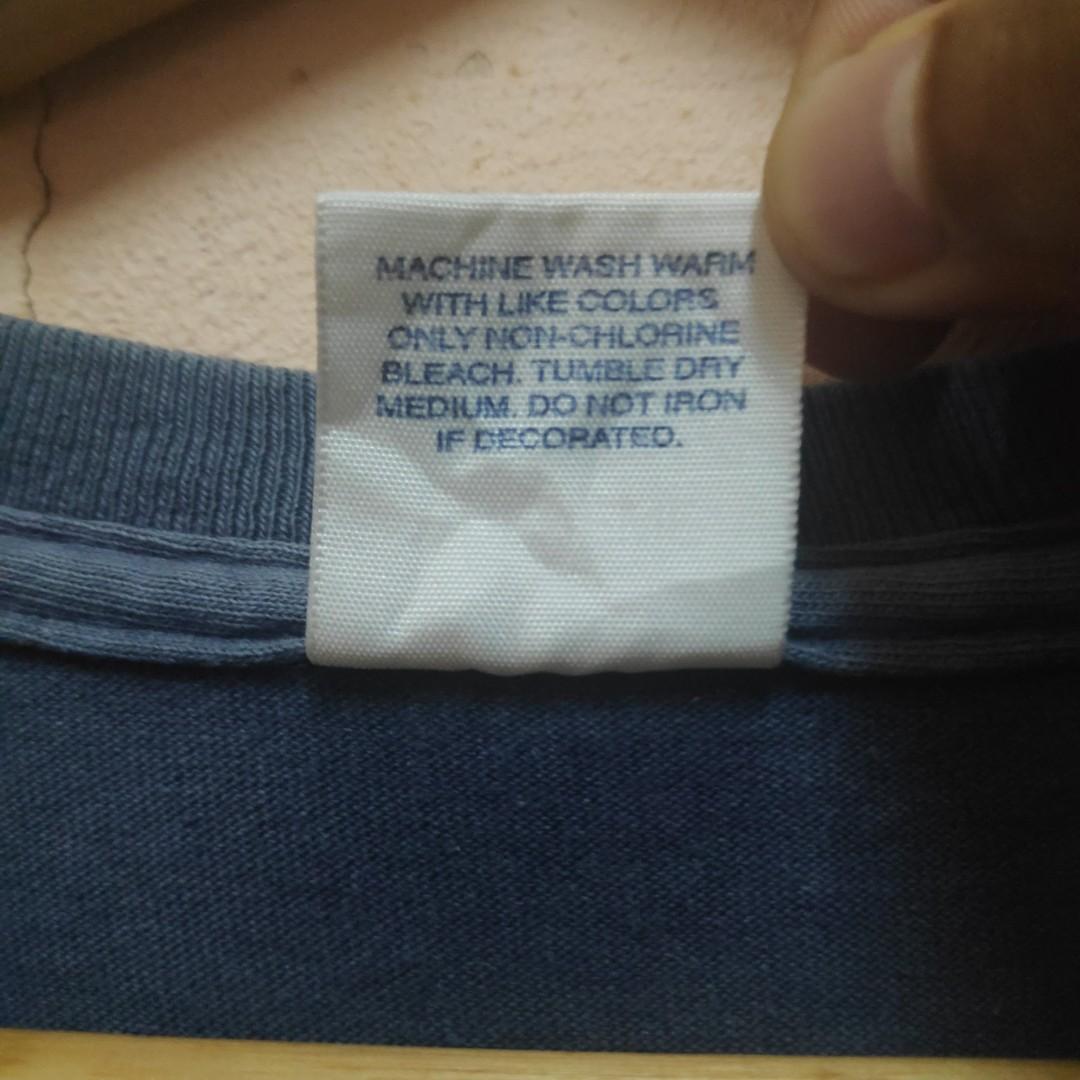 MACHINE WASH WARM
WITH LIKE COLORS
ONLY NON-CHLORINE
BLEACH. TUMBLE DRY
MEDIUM. DO NOT IRON
IF DECORATED.